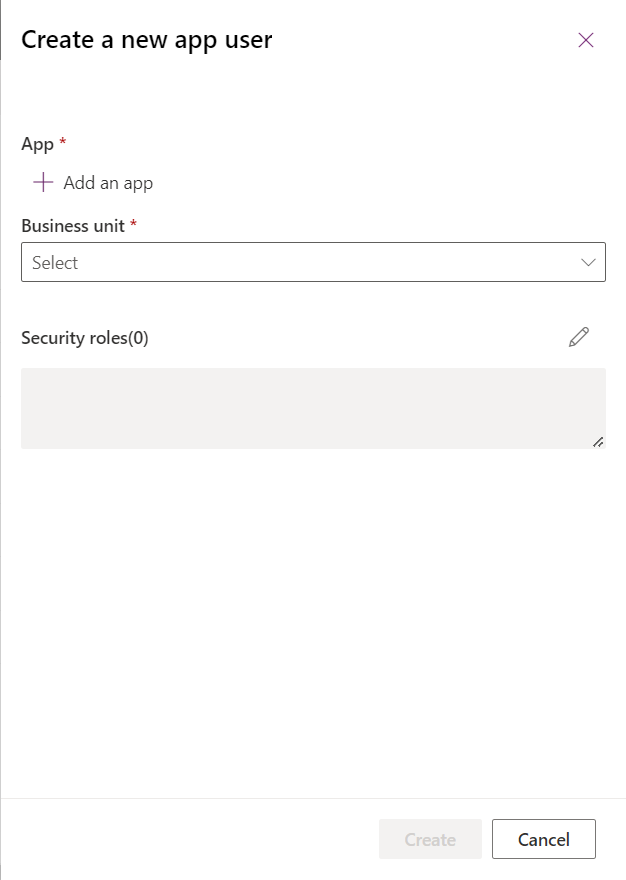 Create a new app user
App *
Add an app
Business unit *
Select
Security roles(0)
Create
Cancel